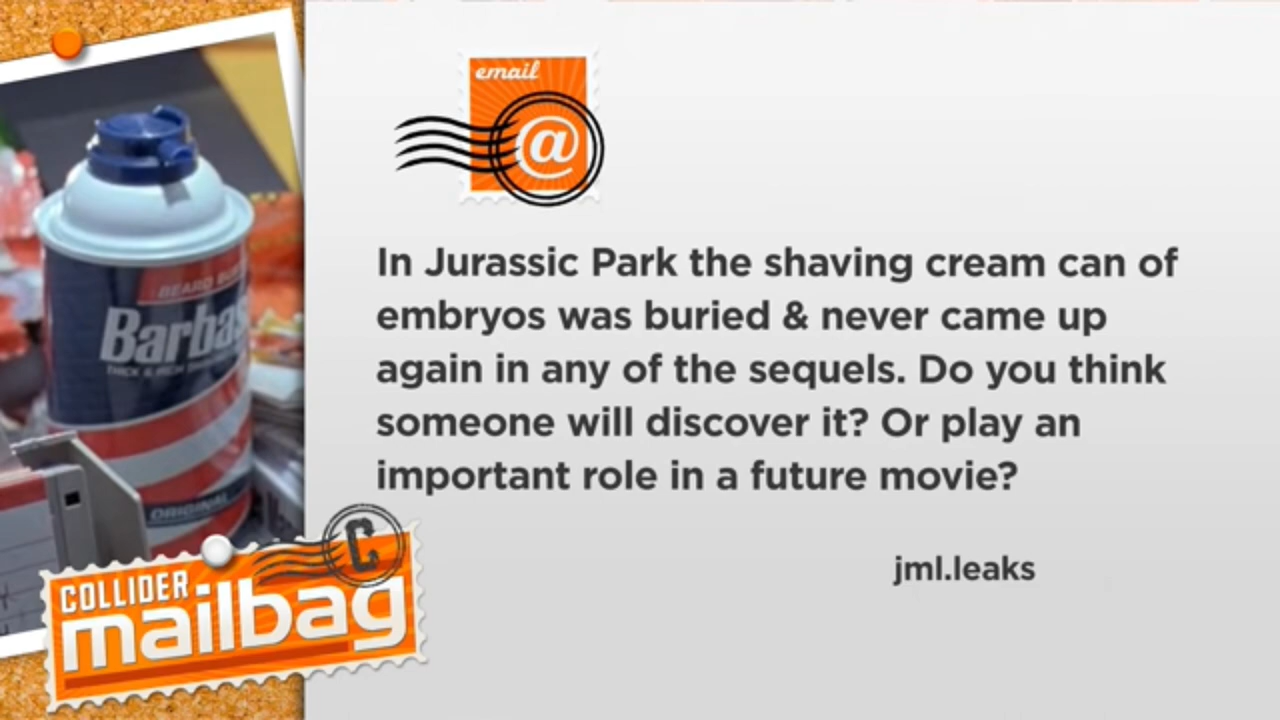 email
@
In Jurassic Park the shaving cream can of
embryos was buried & never came up
again in any of the sequels. Do you think
someone will discover it? Or play an
important role in a future movie?
jml.leaks
BEARD
Barbas
ORIGINAL
C
COLLIDER
mailbag